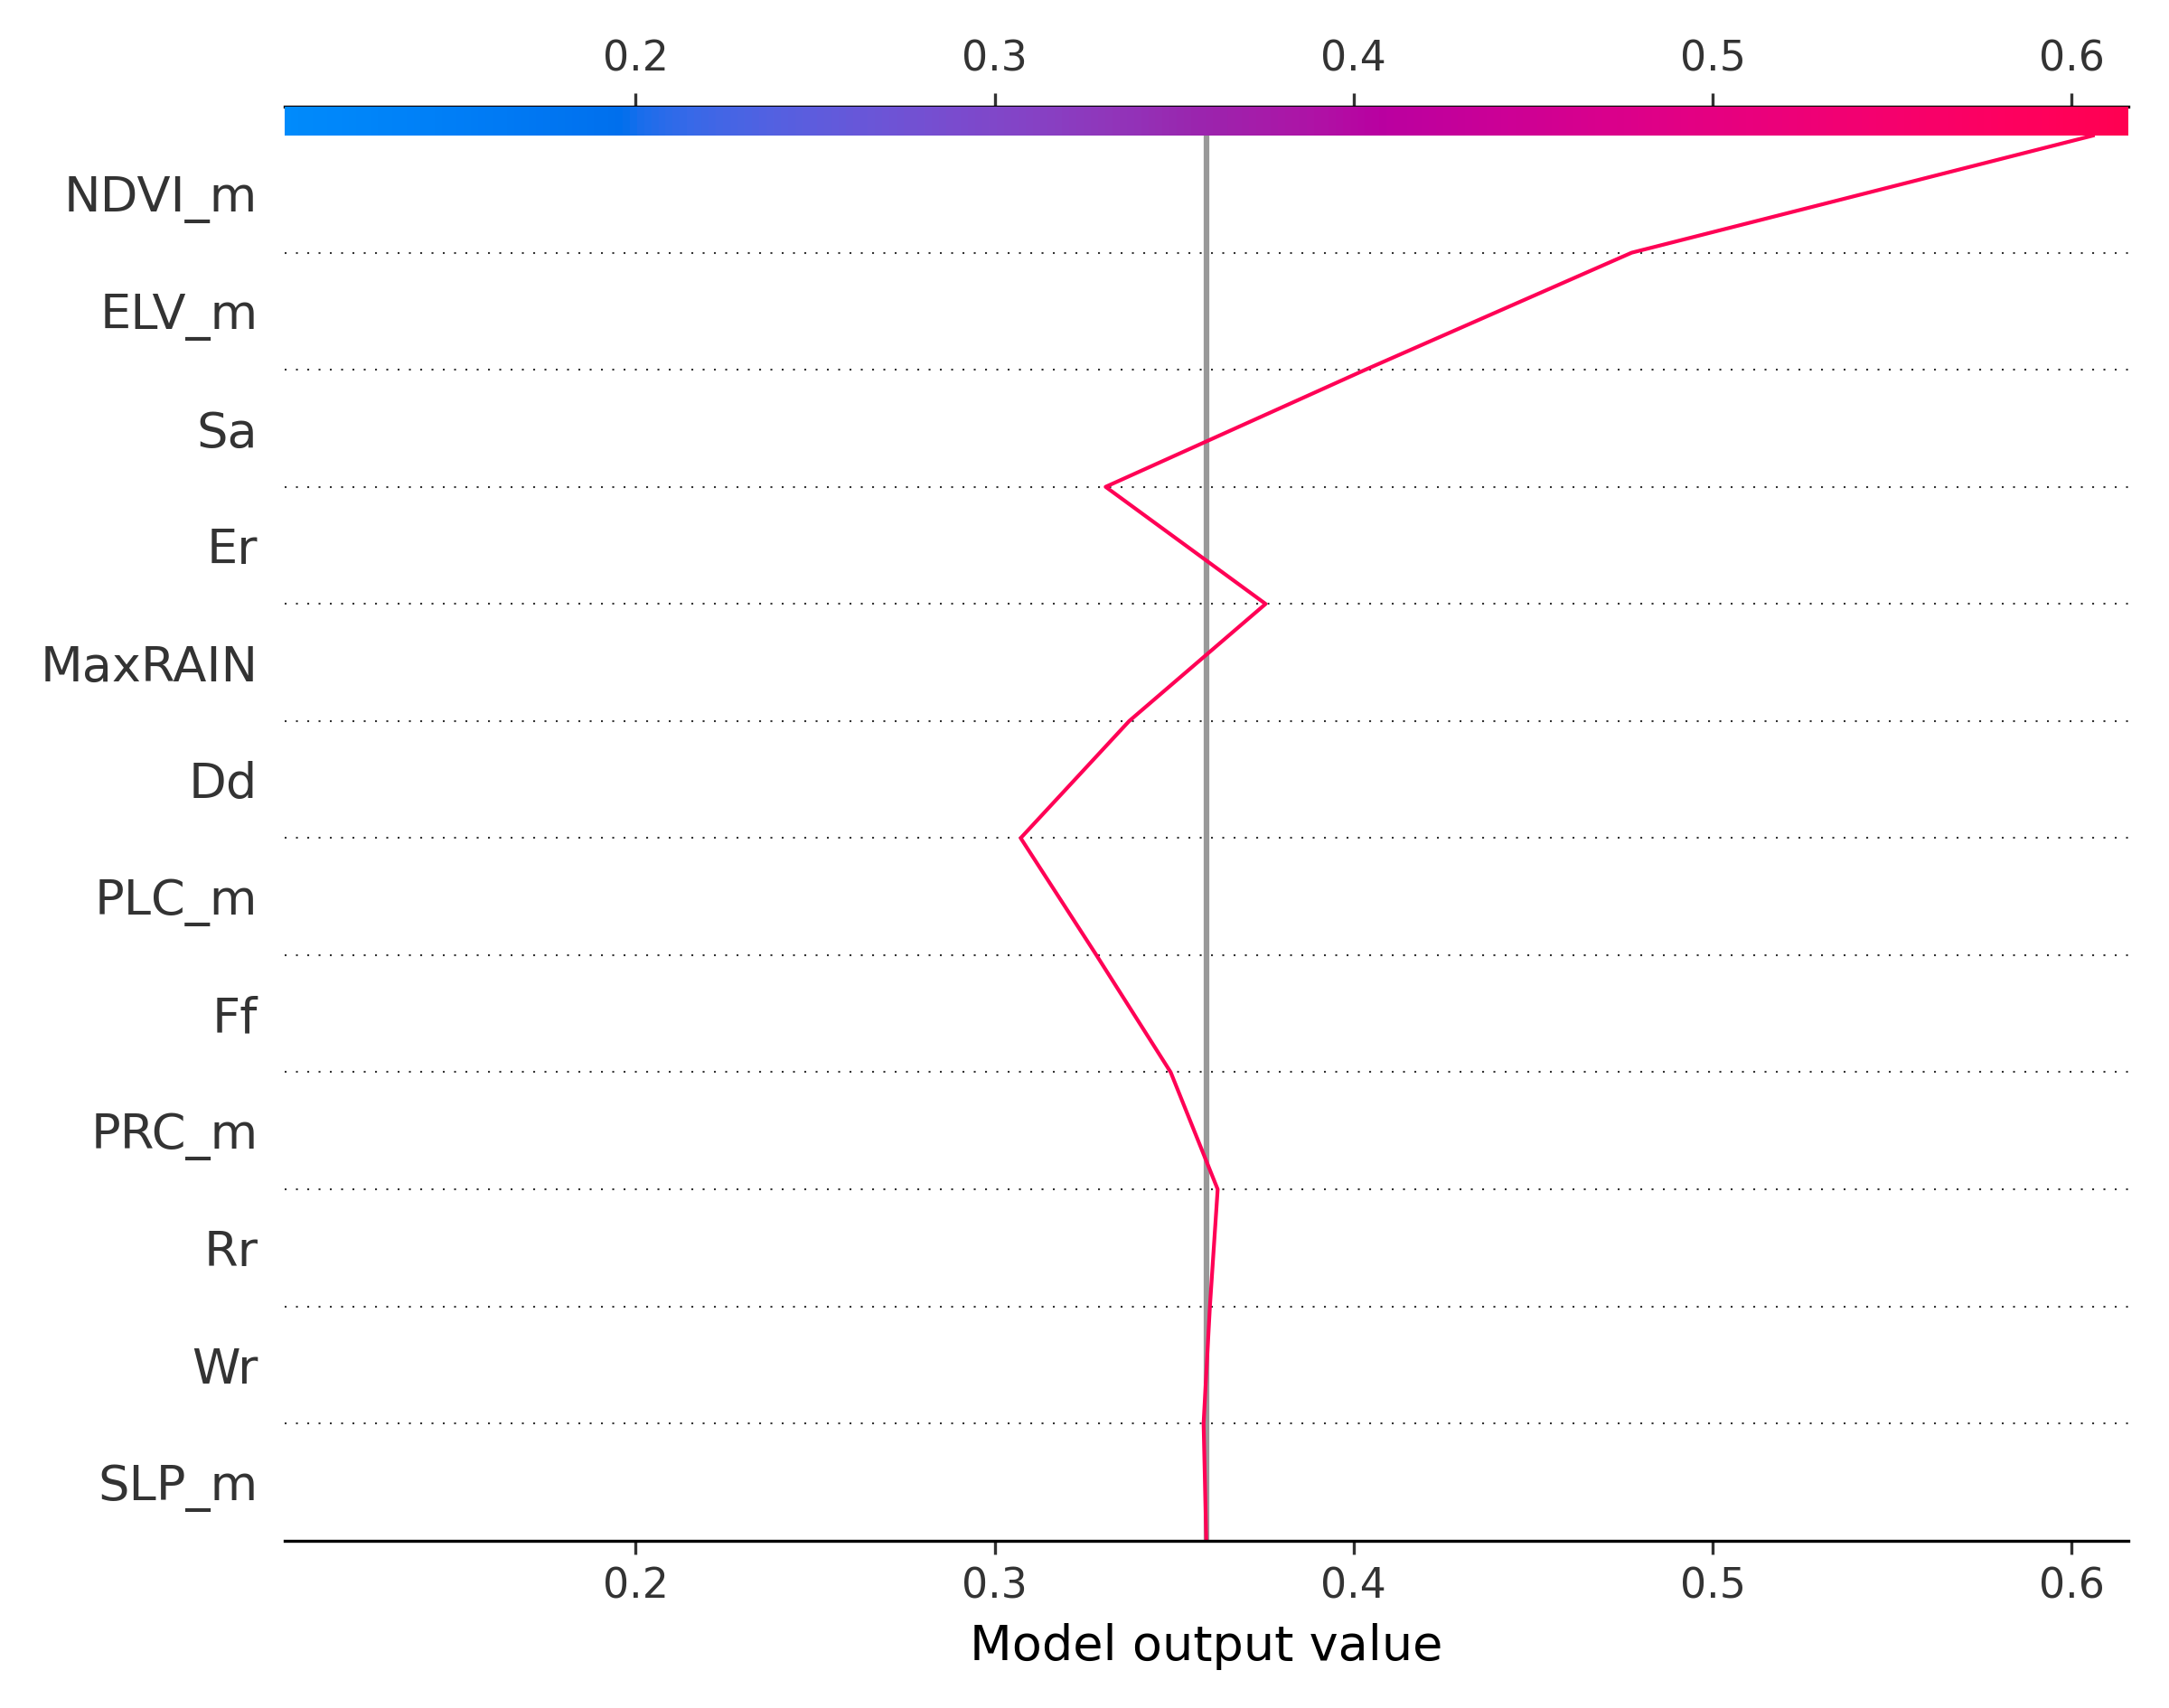 0.2 0.3 0.4 0.5 0.6
NDVI_m
ELV_m
Sa
Er
MaxRAIN
Dd
PLC_m
Ff
PRC_m
Rr
Wr
SLP_m
0.2 0.3 0.4 0.5 0.6
Model output value